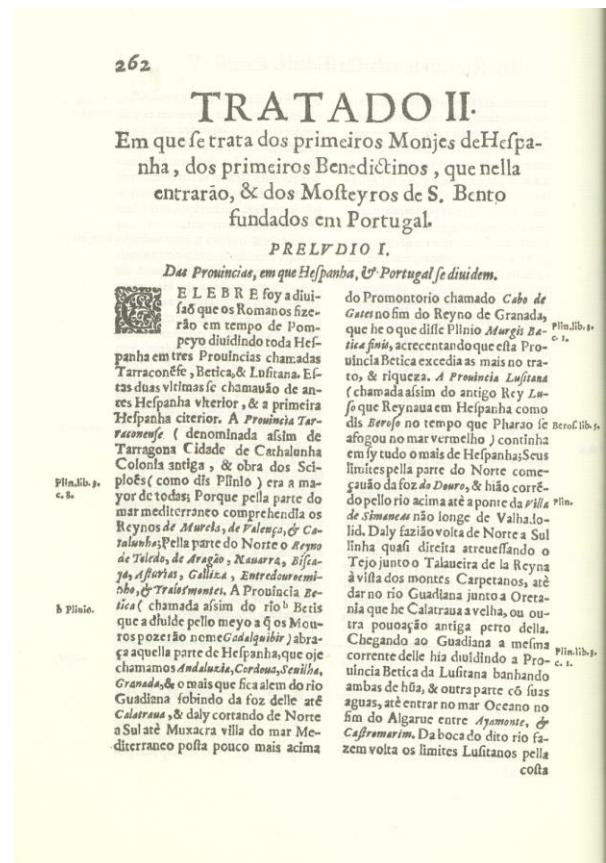 262
TRATADO II.
Em que ſe trata dos primeiros Monjes deHeſpa-
nha, dos primeiros Benedictinos, que nella
entrarão, & dos Moſteyros de S. Bento
fundados em Portugal.
PRELVDIO I.
Das Prouincias, em que Heſpanha, & Portugal ſe diuidem.
CELEBRE foy a diui-
ſaõ que os Romanos fize-
rão em tempo de Pom-
peyo diuidindo toda Heſ-
panha em tres Prouincias chamadas
Tarraconẽſe, Betica, & Luſitana. Eſ-
tas duas vltimas ſe chamauão de an-
tes Heſpanha vlterior, & a primeira
Heſpanha citerior. A Prouincia Tar-
raconenſe (denominada aſsim de
Tarragona Cidade de Cathalunha
Colonia antiga, & obra dos Sci-
ploẽs (como dis Plinio) era a ma-
yor de todas; Porque pella parte do
mar mediterraneo comprehendia os
Reynos de Murcia, de Valença, & Ca-
talunha; Pella parte do Norte o Reyno
de Toledo, de Aragão, Nauarra, Biſca-
ja, Aſturias, Galliza, Entredouroemi-
nho, & Traloſmontes. A Prouincia Be-
tica (chamada aſsim do rio b Betis
que a diuide pello meyo a q̃ os Mou-
ros pozerão neme Gadalquibir) abra-
ça aquella parte de Heſpanha, que oje
chamamos Andaluzia, Cordoua, Seuilha,
Granada, & o mais que fica alem do rio
Guadiana ſobindo da foz delle atẽ
Calatraua, & daly cortando de Norte
a Sul atè Muxacra villa do mar Me-
diterraneo poſta pouco mais acima
Plin. lib. 3.
c. 8.
b Plinio.
do Promontorio chamado Cabo de
Gates no fim do Reyno de Granada,
que he o que diſſe Plinio Murgis Bæ-
tica finis, acrecentando que eſta Pro-
uincia Betica excedia as mais no tra-
to, & riqueza. A Prouincia Luſitana
(chamada aſsim do antigo Rey Lu-
ſo que Reynaua em Heſpanha como
dis Beroſo no tempo que Pharao ſe
afogou no mar vermelho) continha
em ſy tudo o mais de Heſpanha; Seus
limites pella parte do Norte come-
çauão da foz do Douro, & hião corrẽ-
do pello rio acima atè a ponte da Villa
de Simancas não longe de Valhado-
lid. Daly fazião volta de Norte a Sul
linha quaſi direita atreueſſando o
Tejo junto a Talaueira de la Reyna
à viſta dos montes Carpetanos, atè
dar no rio Guadiana junto a Oreta-
nia que he Calatraua a velha, ou ou-
tra pouoação antiga perto della.
Chegando ao Guadiana a meſma
corrente delle hia diuidindo a Pro-
uincia Betica da Luſitana banhando
ambas de hũa, & outra parte cõ ſuas
aguas, atè entrar no mar Oceano no
fim do Algarue entre Ayamonte, &
Caſtromarim. Da boca do dito rio fa-
zem volta os limites Luſitanos pella
coſta
Plin. lib. 3.
c. 1.
Beroſ. lib. 5.
Plin.
Plin. lib. 3.
c. 1.